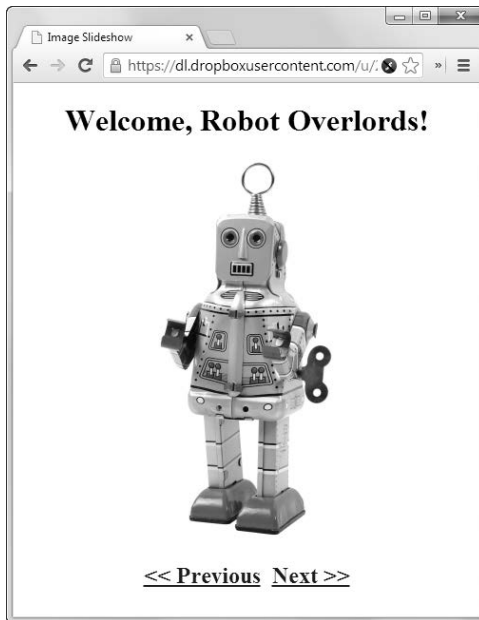 Image Slideshow
https://dl.dropboxusercontent.com/u/
Welcome, Robot Overlords!
<< Previous Next >>